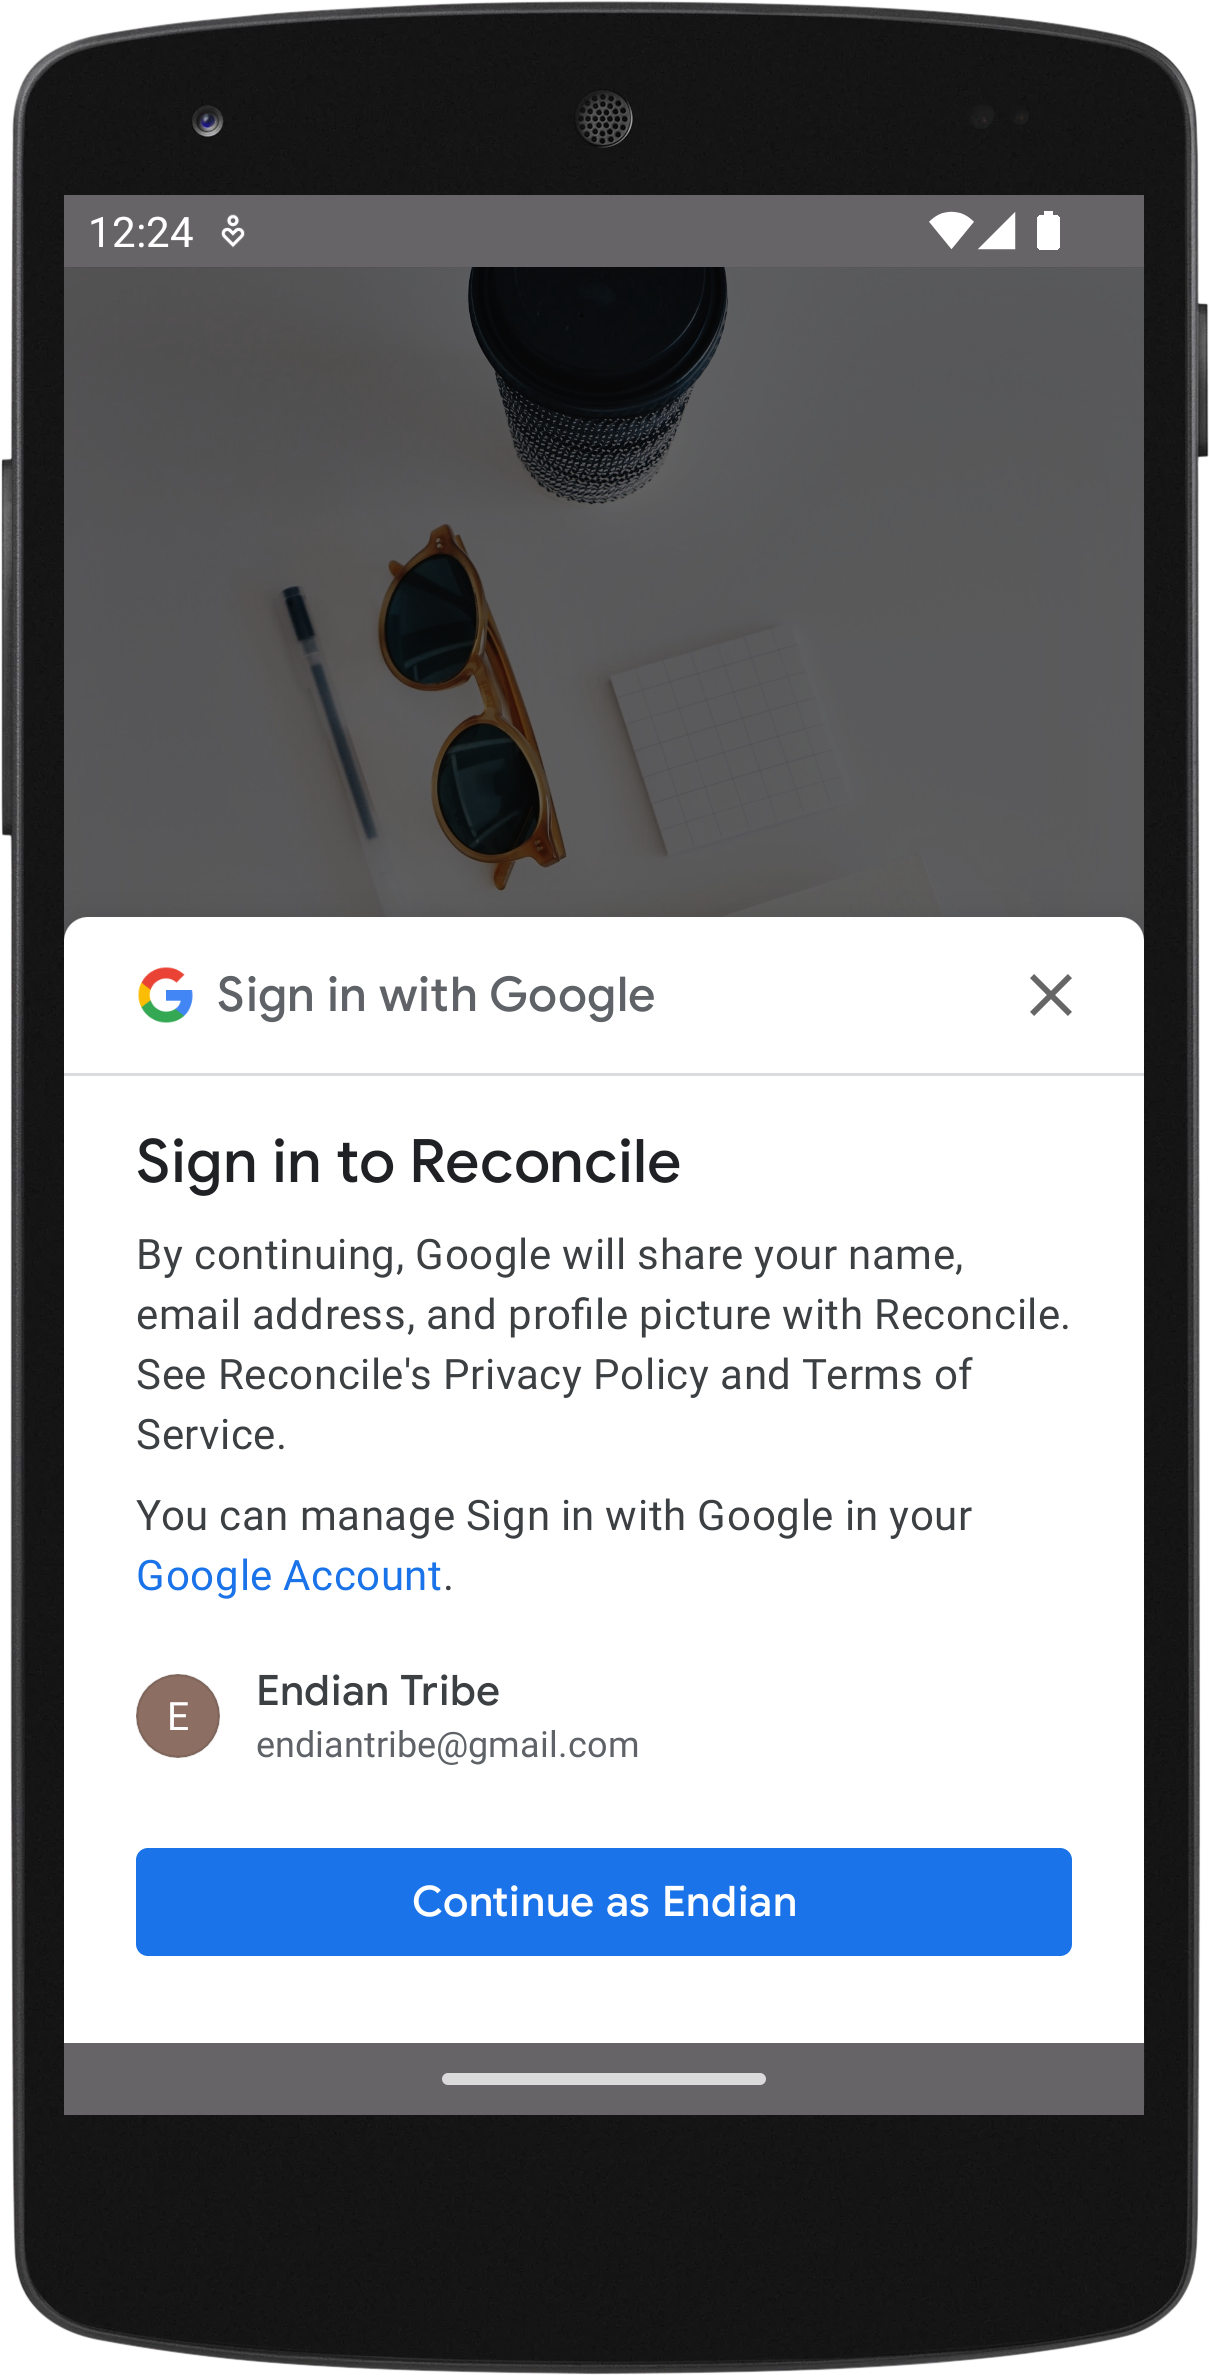 12:24
Sign in with Google
Sign in to Reconcile
By continuing, Google will share your name,
email address, and profile picture with Reconcile.
See Reconcile's Privacy Policy and Terms of
Service.
You can manage Sign in with Google in your
Google Account.
E
Endian Tribe
endiantribe@gmail.com
Continue as Endian